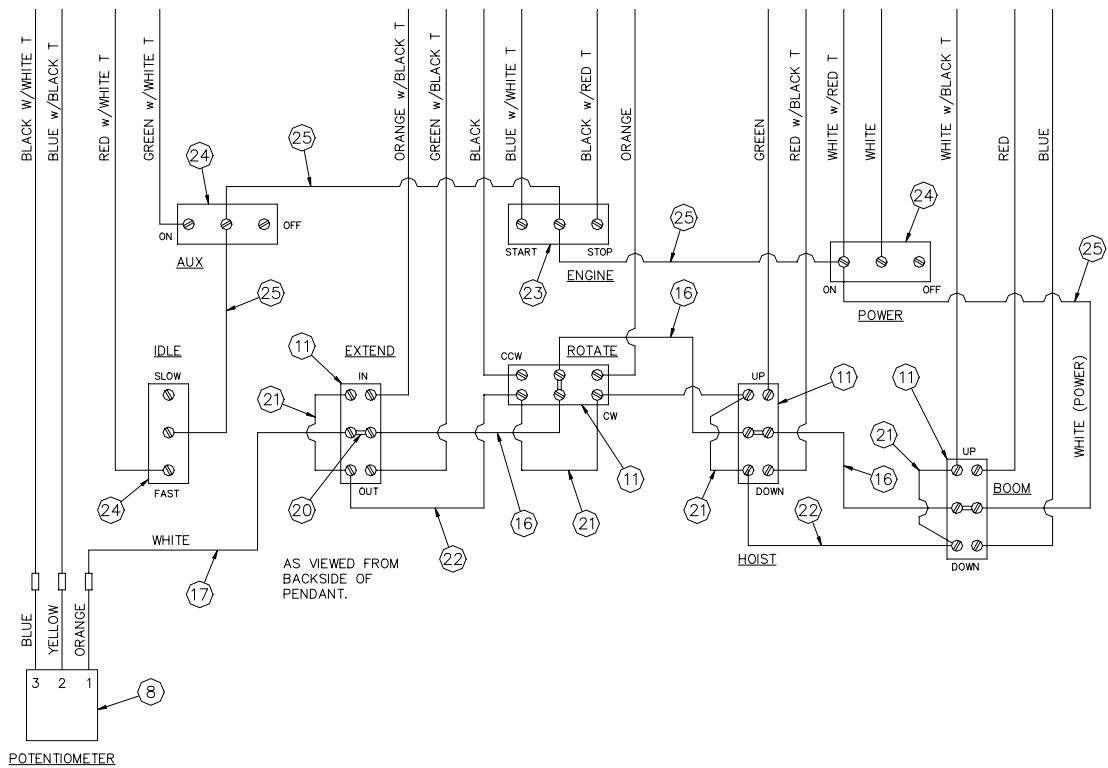 BLACK w/WHITE T
BLUE w/BLACK T
RED w/WHITE T
GREEN w/WHITE T
ORANGE w/BLACK T
GREEN w/BLACK T
BLACK
BLUE w/WHITE T
BLACK w/RED T
ORANGE
GREEN
RED w/BLACK T
WHITE w/RED T
WHITE
WHITE w/BLACK T
RED
BLUE
24
25
ON
OFF
AUX
START
STOP
23
ENGINE
25
24
ON
OFF
POWER
25
25
16
IDLE
SLOW
FAST
24
11
EXTEND
IN
OUT
21
20
CCW
ROTATE
CW
11
16
21
22
UP
11
DOWN
21
HOIST
11
21
UP
BOOM
DOWN
16
22
WHITE (POWER)
WHITE
17
AS VIEWED FROM
BACKSIDE OF
PENDANT.
BLUE
YELLOW
ORANGE
3 2 1
8
POTENTIOMETER